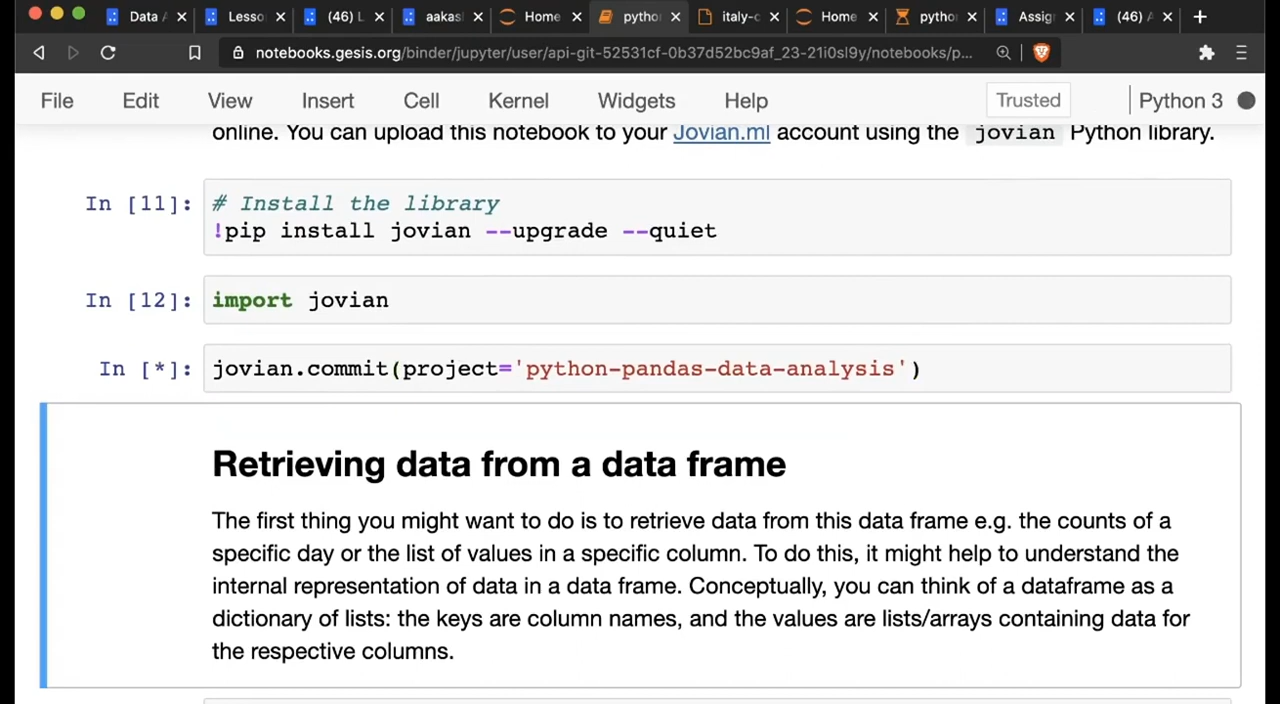 Data A
Lesso
(46) L
aakas
Home
pytho
italy-c
Home
pytho
Assig
(46) A
notebooks.gesis.org/binder/jupyter/user/api-git-52531cf-0b37d52bc9af_23-21i0sl9y/notebooks/p...
File Edit View Insert Cell Kernel Widgets Help Trusted Python 3
online. You can upload this notebook to your Jovian.ml account using the jovian Python library.
In [11]: # Install the library
!pip install jovian --upgrade --quiet
In [12]: import jovian
In [*]: jovian.commit(project='python-pandas-data-analysis')
Retrieving data from a data frame
The first thing you might want to do is to retrieve data from this data frame e.g. the counts of a
specific day or the list of values in a specific column. To do this, it might help to understand the
internal representation of data in a data frame. Conceptually, you can think of a dataframe as a
dictionary of lists: the keys are column names, and the values are lists/arrays containing data for
the respective columns.